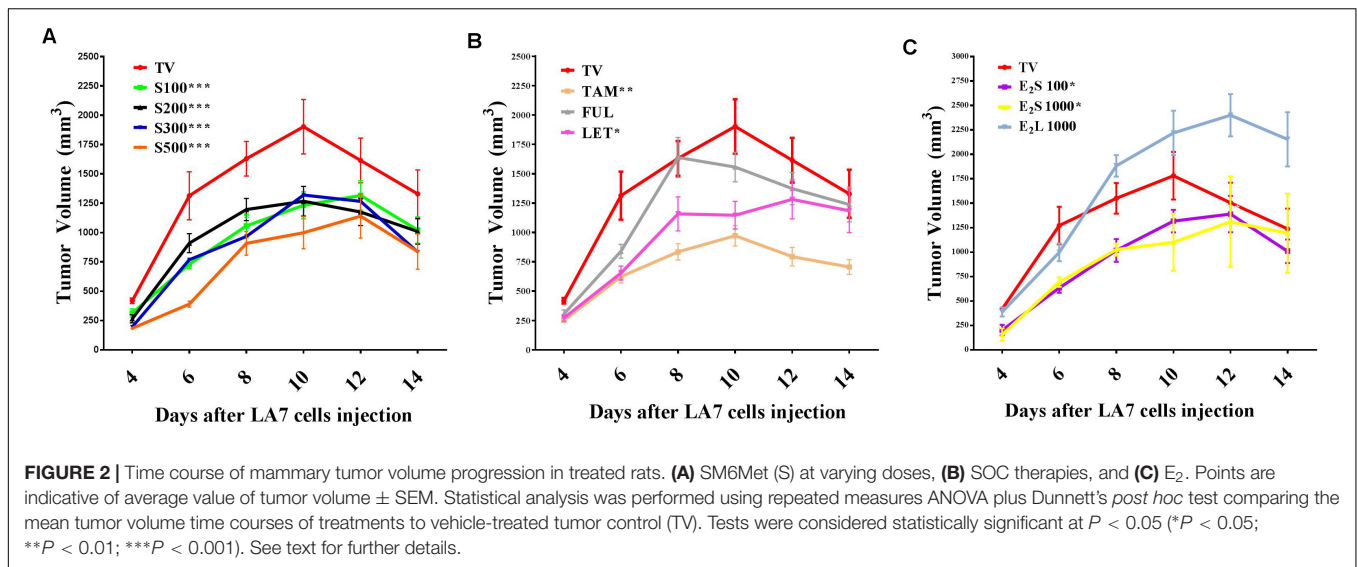 A
2500
2250
2000
1750
1500
1250
1000
750
500
250
0
Tumor Volume (mm³)
TV
S100***
S200***
S300***
S500***
4
6
8
10
12
14
Days after LA7 cells injection
B
2500
2250
2000
1750
1500
1250
1000
750
500
250
0
Tumor Volume (mm³)
TV
TAM**
FUL
LET*
4
6
8
10
12
14
Days after LA7 cells injection
C
3000
2750
2500
2250
2000
1750
1500
1250
1000
750
500
250
0
Tumor Volume (mm³)
TV
E₂S 100*
E₂S 1000*
E₂L 1000
4
6
8
10
12
14
Days after LA7 cells injection
FIGURE 2 | Time course of mammary tumor volume progression in treated rats. (A) SM6Met (S) at varying doses, (B) SOC therapies, and (C) E₂. Points are
indicative of average value of tumor volume ± SEM. Statistical analysis was performed using repeated measures ANOVA plus Dunnett's post hoc test comparing the
mean tumor volume time courses of treatments to vehicle-treated tumor control (TV). Tests were considered statistically significant at P < 0.05 (*P < 0.05;
**P < 0.01; ***P < 0.001). See text for further details.